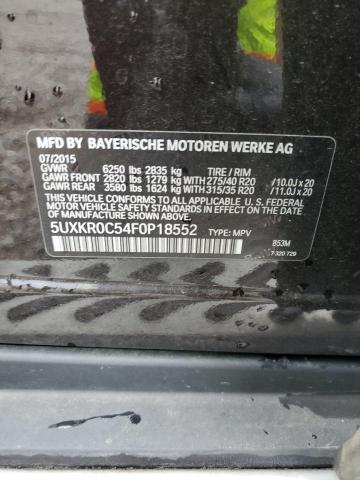 MFD BY BAYERISCHE MOTOREN WERKE AG
07/2015
GVWR 6250 lbs 2835 kg TIRE / RIM
GAWR FRONT 2820 lbs 1279 kg WITH 275/40 R20 /10.0J x 20
GAWR REAR 3580 lbs 1624 kg WITH 315/35 R20 /11.0J x 20
THIS VEHICLE CONFORMS TO ALL APPLICABLE FEDERAL
MOTOR VEHICLE SAFETY STANDARDS IN EFFECT
ON THE DATE OF MANUFACTURE SHOWN ABOVE.
5UXKR0C54F0P18552 TYPE: MPV
B53M
7 320 729